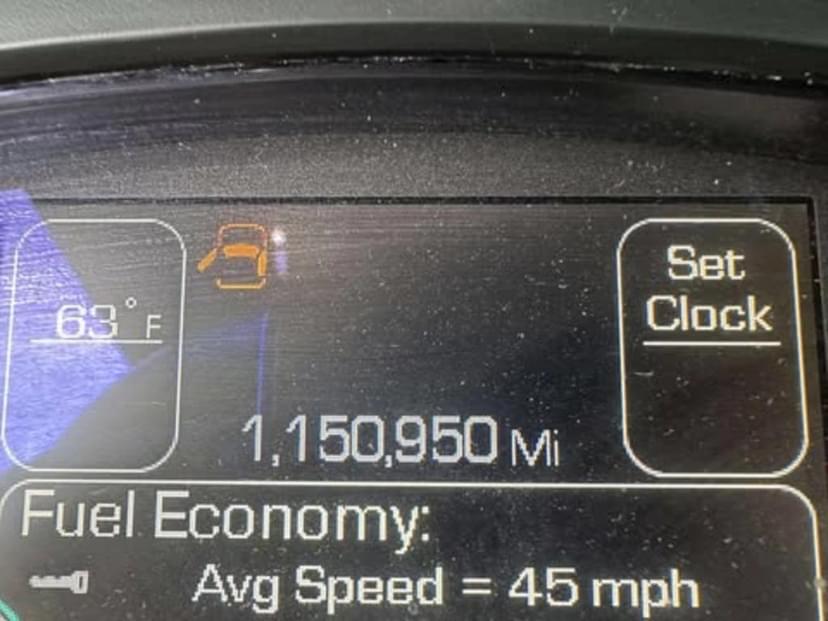 63°F
Set
Clock
1,150,950 Mi
Fuel Economy:
Avg Speed = 45 mph